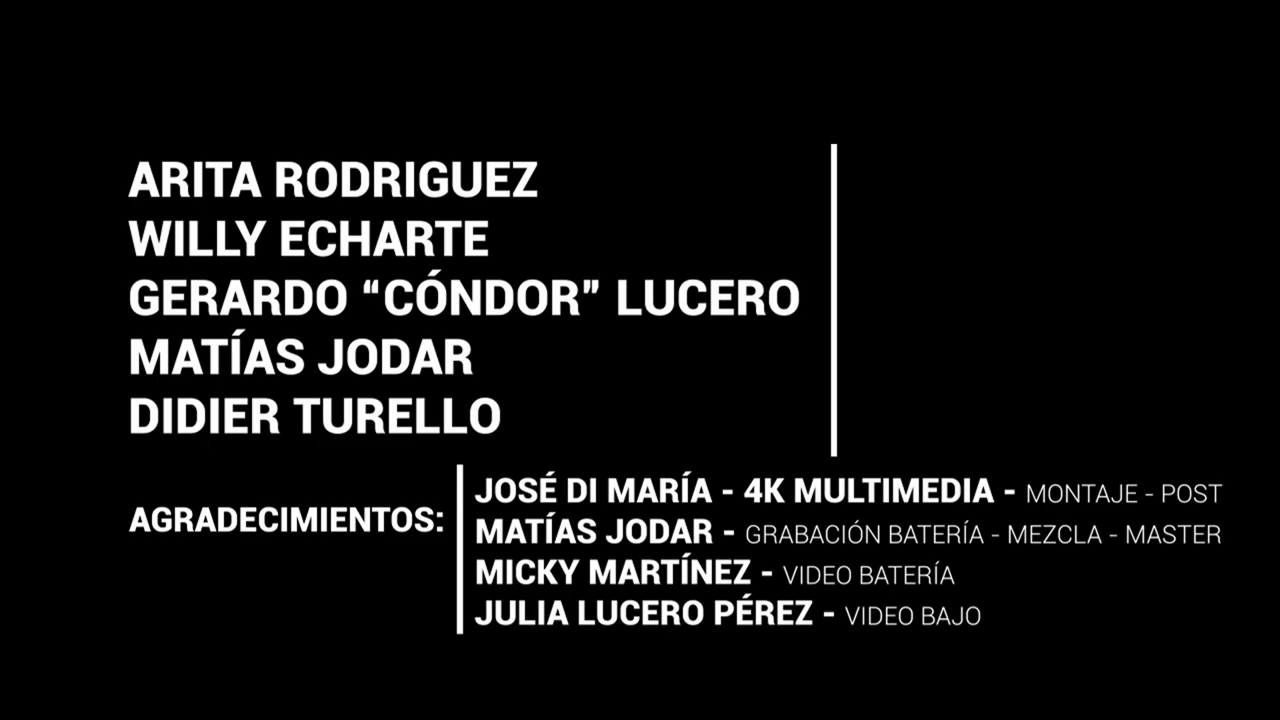 ARITA RODRIGUEZ
WILLY ECHARTE
GERARDO “CÓNDOR” LUCERO
MATÍAS JODAR
DIDIER TURELLO
AGRADECIMIENTOS:
JOSÉ DI MARÍA - 4K MULTIMEDIA - MONTAJE - POST
MATÍAS JODAR - GRABACIÓN BATERÍA - MEZCLA - MASTER
MICKY MARTÍNEZ - VIDEO BATERÍA
JULIA LUCERO PÉREZ - VIDEO BAJO